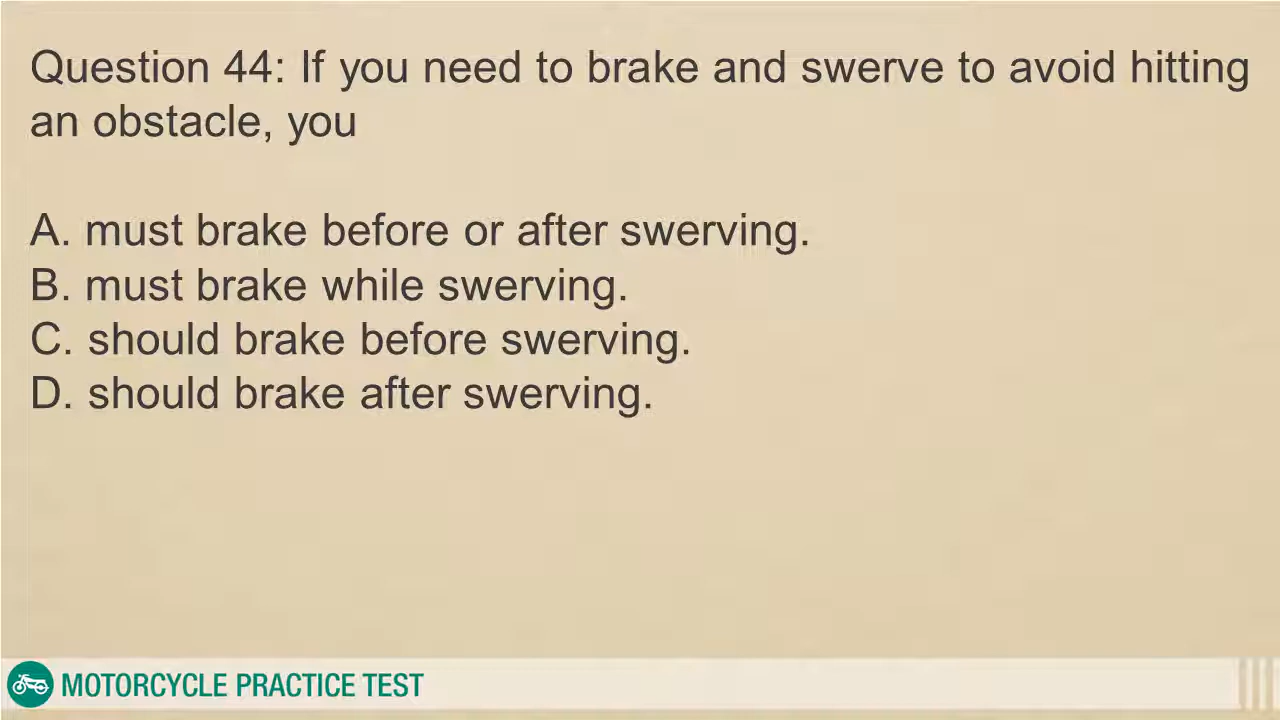 Question 44: If you need to brake and swerve to avoid hitting
an obstacle, you
A. must brake before or after swerving.
B. must brake while swerving.
C. should brake before swerving.
D. should brake after swerving.
MOTORCYCLE PRACTICE TEST